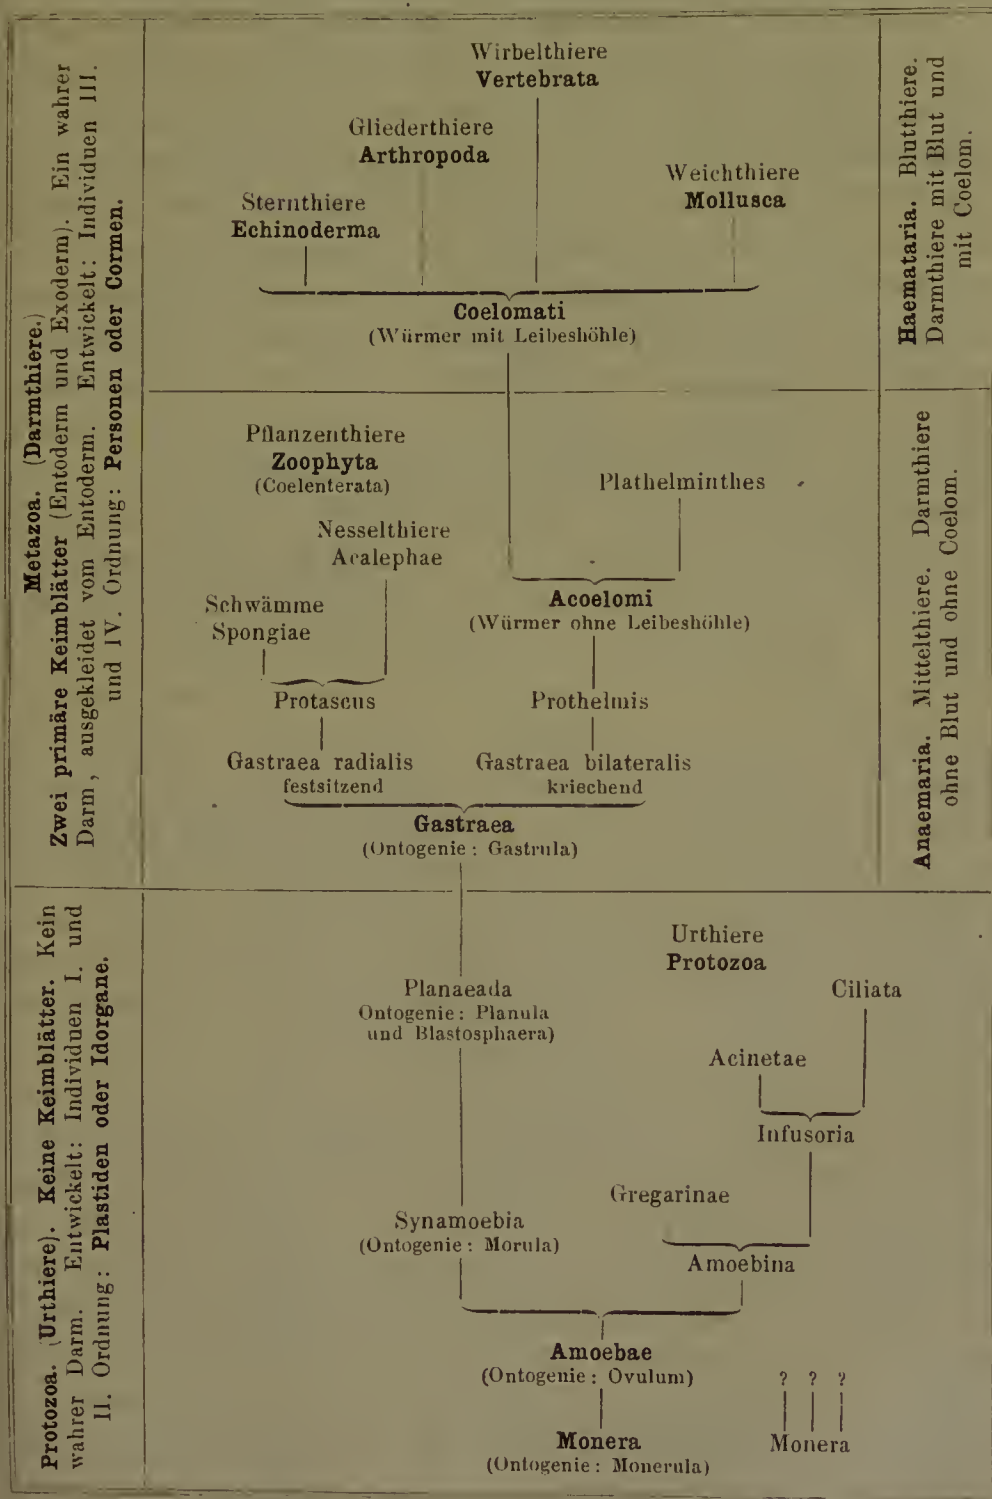 Metazoa. (Darmthiere.)
Zwei primäre Keimblätter (Entoderm und Exoderm). Ein wahrer
Darm, ausgekleidet vom Entoderm. Entwickelt: Individuen III.
und IV. Ordnung: Personen oder Cormen.
Wirbelthiere
Vertebrata
Gliederthiere
Arthropoda
Weichthiere
Mollusca
Sternthiere
Echinoderma
Coelomati
(Würmer mit Leibeshöhle)
Haemataria. Blutthiere.
Darmthiere mit Blut und
mit Coelom.
Pflanzenthiere
Zoophyta
(Coelenterata)
Plathelminthes
Nesselthiere
Acalephae
Schwämme
Spongiae
Acoelomi
(Würmer ohne Leibeshöhle)
Protascus
Prothelmis
Gastraea radialis
festsitzend
Gastraea bilateralis
kriechend
Gastraea
(Ontogenie: Gastrula)
Anaemaria. Mittelthiere. Darmthiere
ohne Blut und ohne Coelom.
Protozoa. (Urthiere). Keine Keimblätter. Kein
wahrer Darm. Entwickelt: Individuen I. und
II. Ordnung: Plastiden oder Idorgane.
Urthiere
Protozoa
Planaeada
Ontogenie: Planula
und Blastosphaera)
Ciliata
Acinetae
Infusoria
Gregarinae
Synamoebia
(Ontogenie: Morula)
Amoebina
Amoebae
(Ontogenie: Ovulum)
? ? ?
Monera
(Ontogenie: Monerula)
Monera